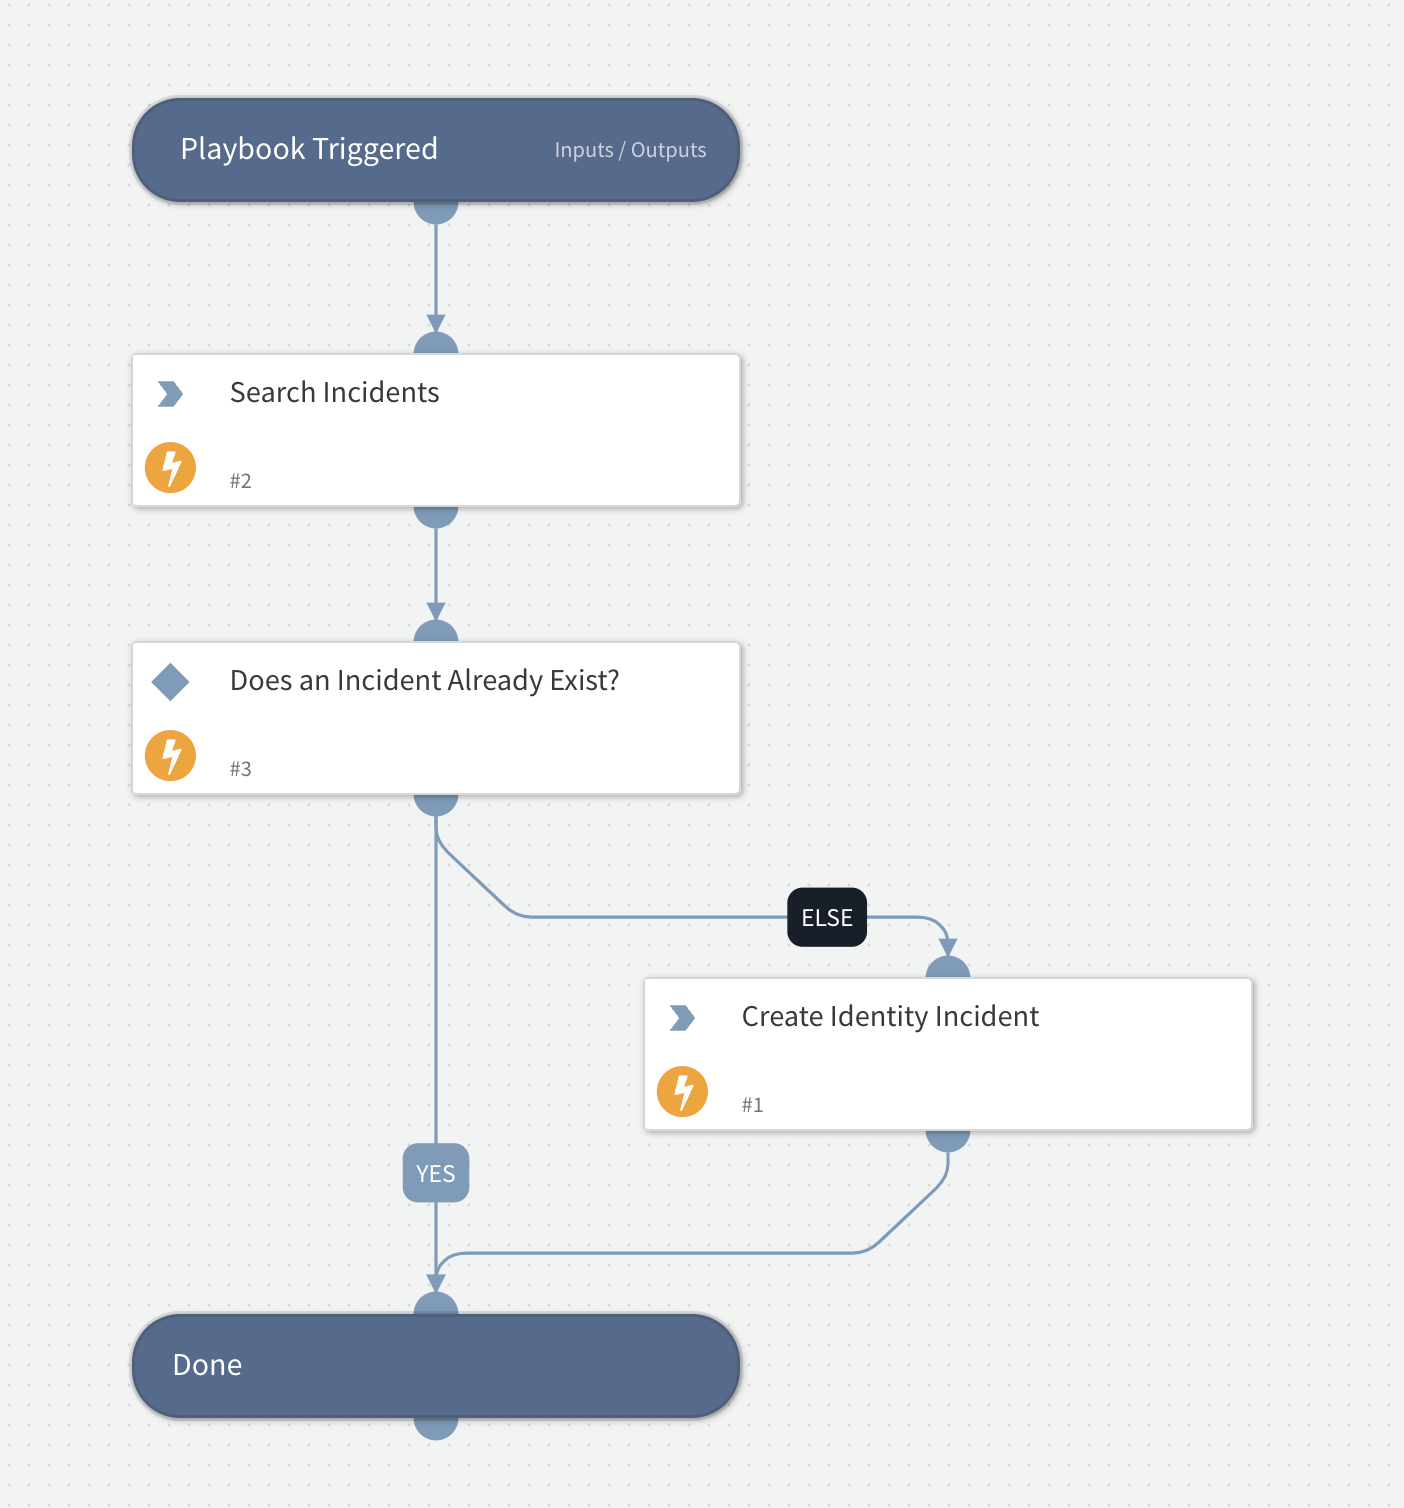 Playbook Triggered
Inputs / Outputs
Search Incidents
#2
Does an Incident Already Exist?
#3
ELSE
Create Identity Incident
#1
YES
Done